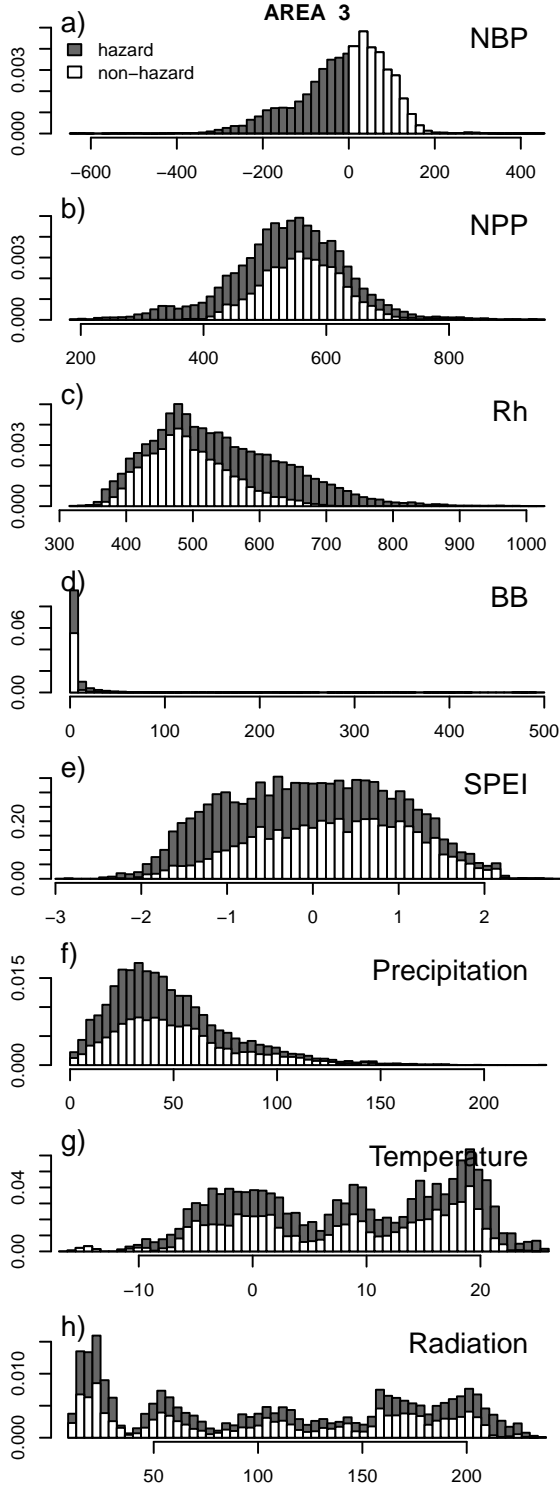 AREA 3
a)
NBP
hazard
non−hazard
0.000 0.003
−600 −400 −200 0 200 400
b)
NPP
0.000 0.003
200 400 600 800
c)
Rh
0.000 0.003
300 400 500 600 700 800 900 1000
d)
BB
0.00 0.06
0 100 200 300 400 500
e)
SPEI
0.00 0.20
−3 −2 −1 0 1 2
f)
Precipitation
0.000 0.015
0 50 100 150 200
g)
Temperature
0.00 0.04
−10 0 10 20
h)
Radiation
0.000 0.010
50 100 150 200